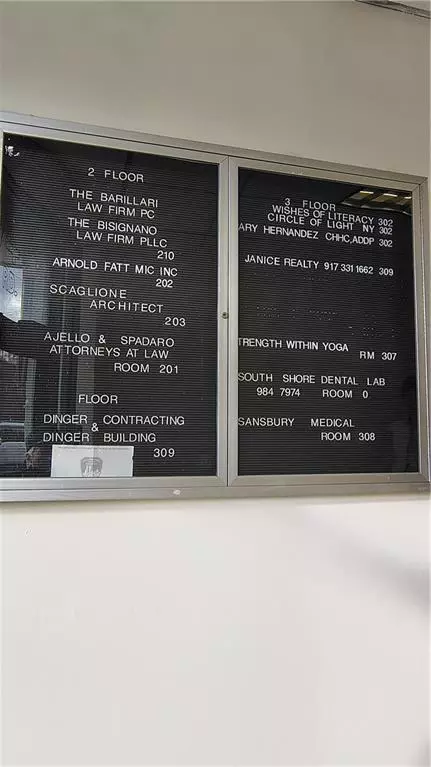 2 FLOOR
THE BARILLARI
LAW FIRM PC
THE BISIGNANO
LAW FIRM PLLC
210
ARNOLD FATT MIC INC
202
SCAGLIONE
ARCHITECT
203
AJELLO & SPADARO
ATTORNEYS AT LAW
ROOM 201
FLOOR
DINGER CONTRACTING
&
DINGER BUILDING
309
3 FLOOR
WISHES OF LITERACY 302
CIRCLE OF LIGHT NY 302
ARY HERNANDEZ CHHC,ADDP 302
JANICE REALTY 917 331 1662 309
TRENGTH WITHIN YOGA
RM 307
SOUTH SHORE DENTAL LAB
984 7974 ROOM 0
SANSBURY MEDICAL
ROOM 308